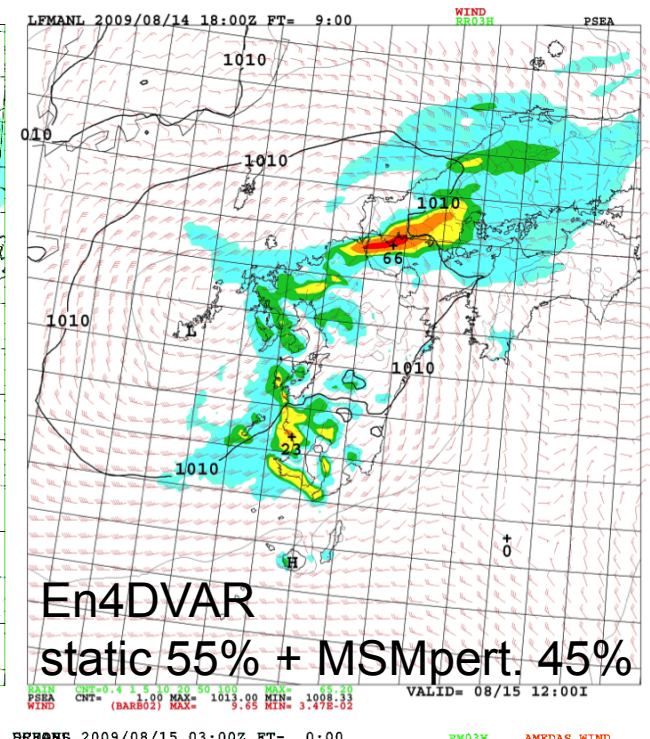 WIND
LFMANL 2009/08/14 18:00Z FT= 9:00 RR03H PSEA
1010
010
1010
1010
66
1010
L
1010
23
1010
0
H
En4DVAR
static 55% + MSMpert. 45%
RAIN CNT=0.4 1 5 10 20 50 100 MAX= 65.20
PSEA CNT= 1.00 MAX= 1013.00 MIN= 1008.33
WIND (BARB02) MAX= 9.65 MIN= 3.47E-02
VALID= 08/15 12:00I
2009/08/15 03:00Z FT= 0:00 RM03H AMEDAS WIND